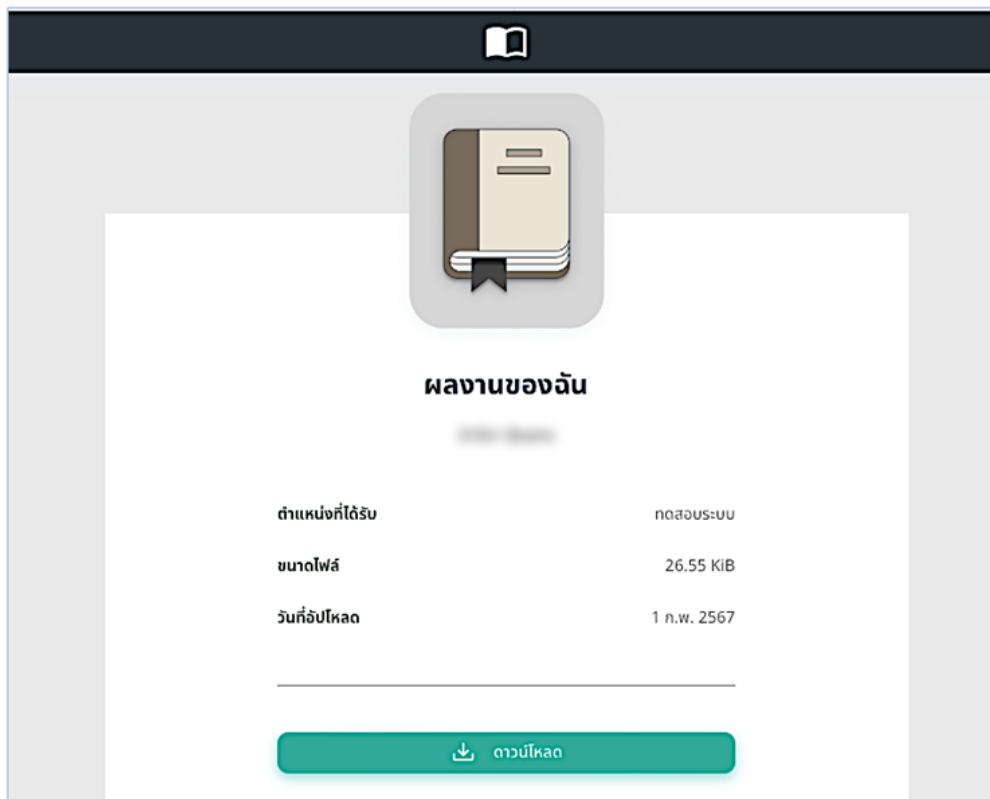 ผลงานของฉัน
ตำแหน่งที่ได้รับ ทดสอบระบบ
ขนาดไฟล์ 26.55 KiB
วันที่อัปโหลด 1 ก.พ. 2567
ดาวน์โหลด